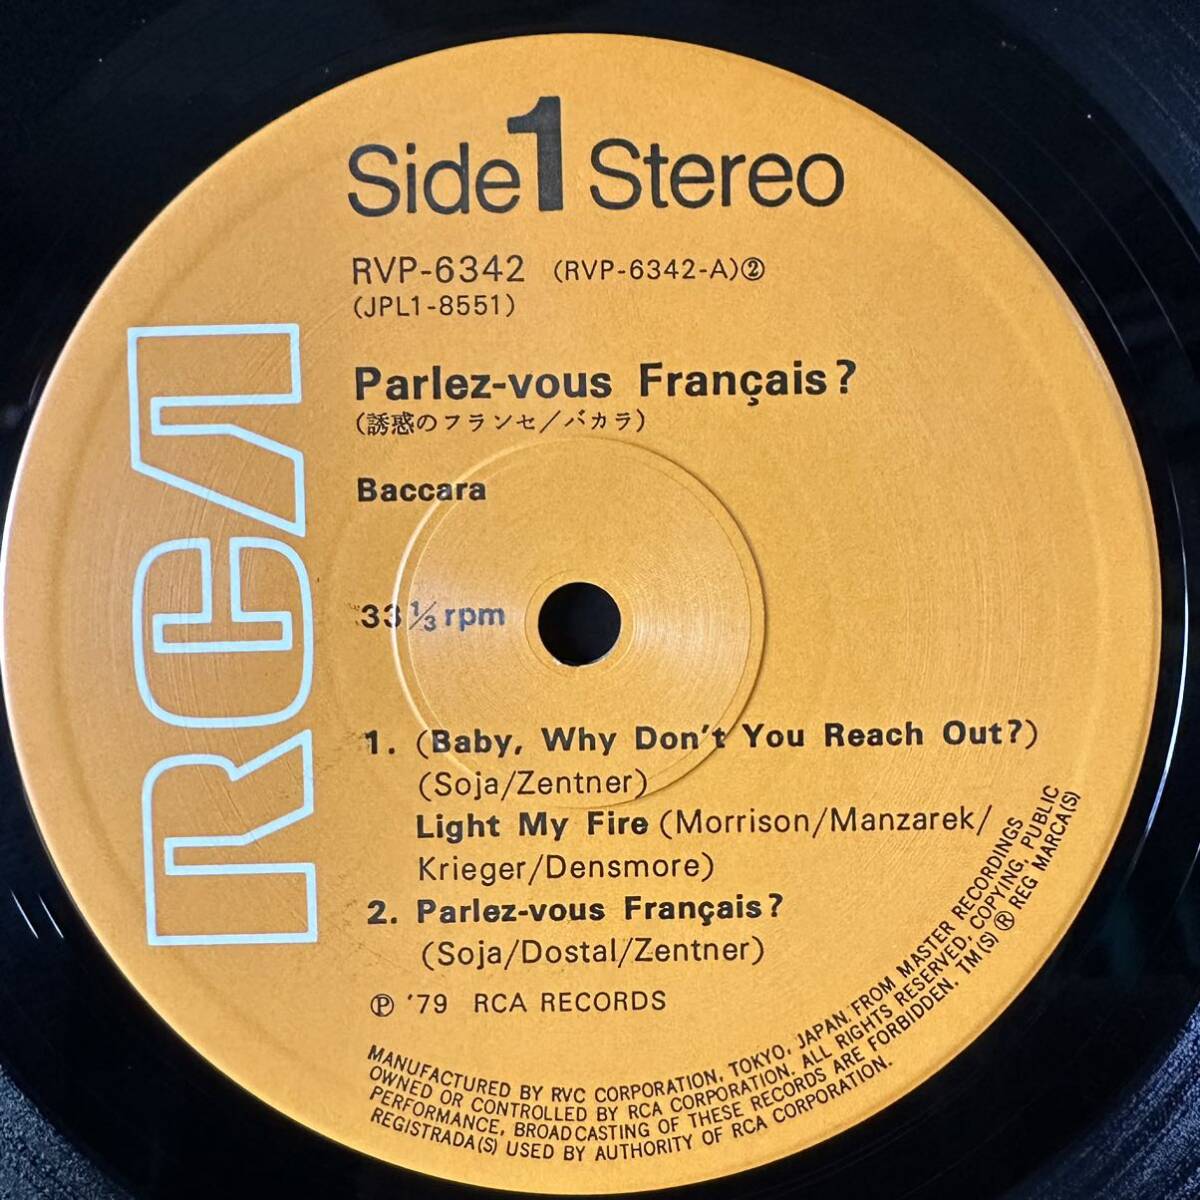 Side 1 Stereo
RVP-6342 (RVP-6342-A)②
(JPL1-8551)
Parlez-vous Français?
(誘惑のフランセ/バカラ)
Baccara
33 1/3 rpm
RCA
1. (Baby, Why Don't You Reach Out?)
(Soja/Zentner)
Light My Fire (Morrison/Manzarek/
Krieger/Densmore)
2. Parlez-vous Français?
(Soja/Dostal/Zentner)
Ⓟ '79 RCA RECORDS
MANUFACTURED BY RVC CORPORATION, TOKYO, JAPAN. FROM MASTER RECORDINGS
OWNED OR CONTROLLED BY RCA CORPORATION. ALL RIGHTS RESERVED, COPYING, PUBLIC
PERFORMANCE, BROADCASTING OF THESE RECORDS ARE FORBIDDEN. TM(S) ® REG MARCA(S)
REGISTRADA(S) USED BY AUTHORITY OF RCA CORPORATION.